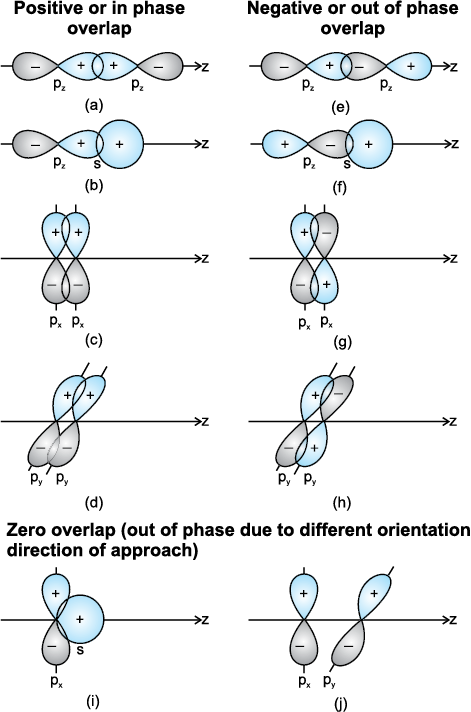 Positive or in phase
overlap
Negative or out of phase
overlap
− + + − z
p_z p_z
(a)
− + − + z
p_z p_z
(e)
− + + z
p_z s
(b)
+ − + z
p_z s
(f)
+ +
z
− −
p_x p_x
(c)
+ −
z
− +
p_x p_x
(g)
+ +
z
− −
p_y p_y
(d)
+ −
z
− +
p_y p_y
(h)
Zero overlap (out of phase due to different orientation
direction of approach)
+
+ z
−
s
p_x
(i)
+ +
z
− −
p_x p_y
(j)